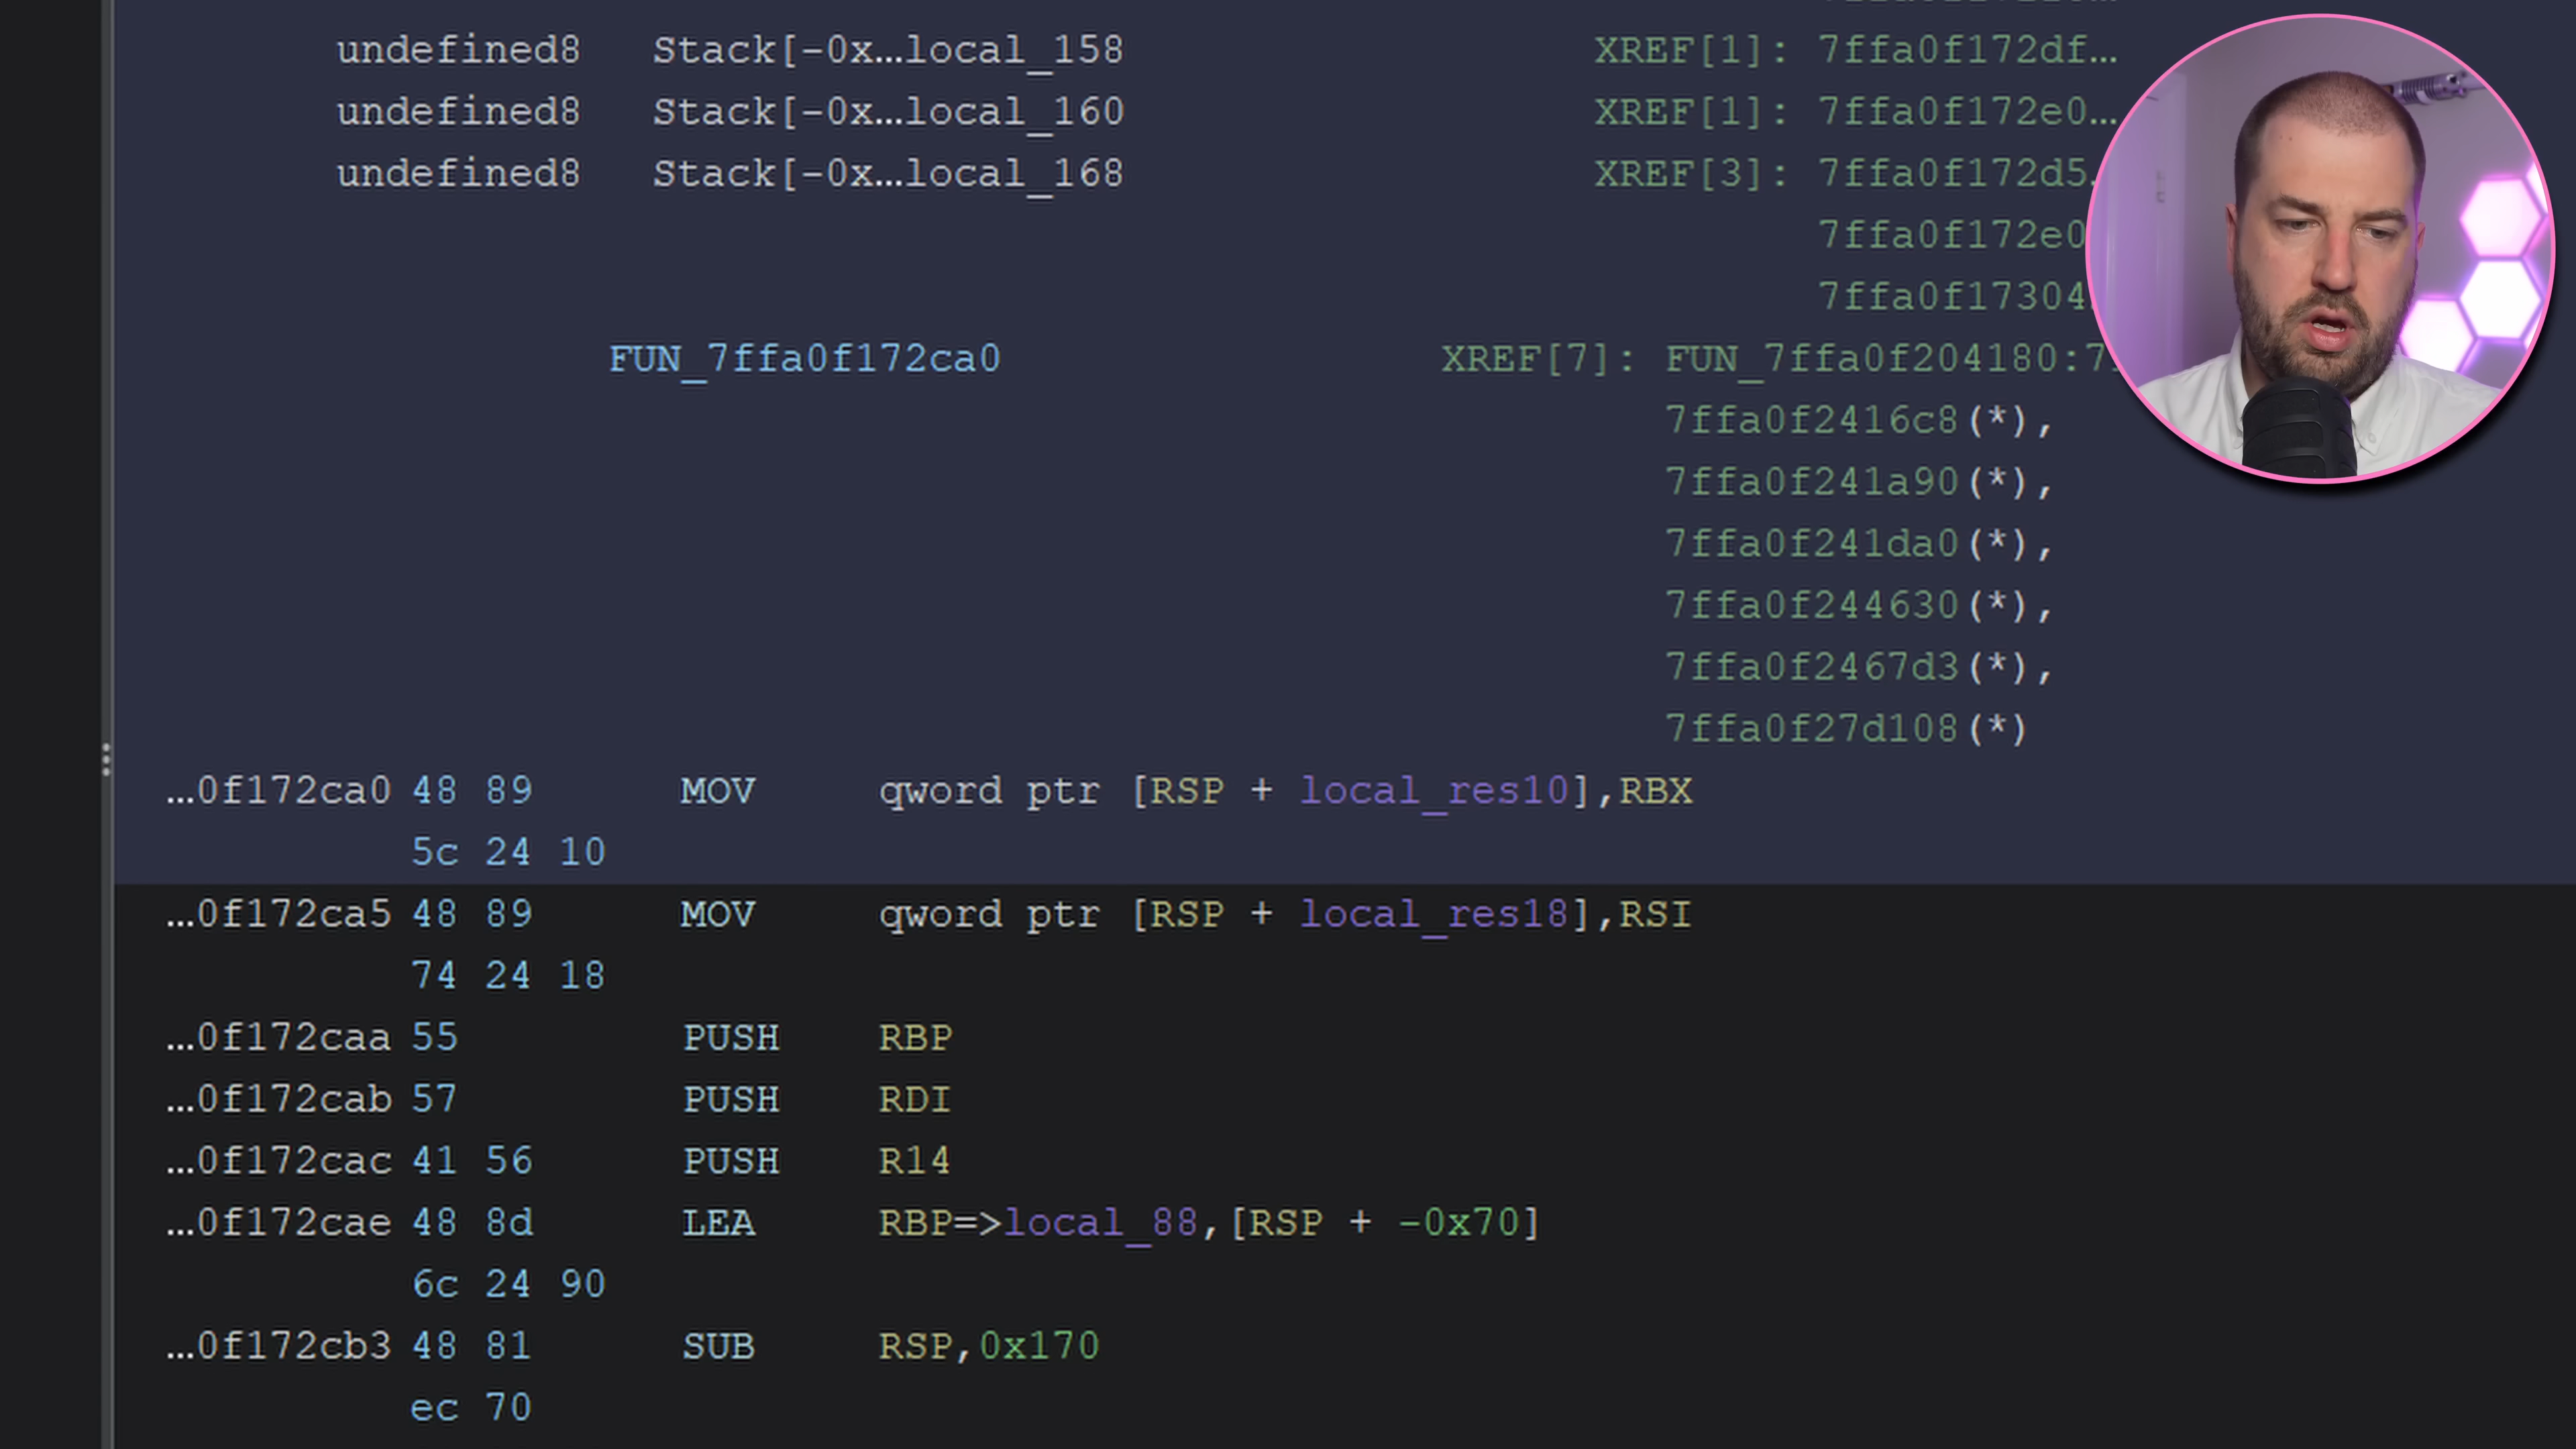 undefined8 Stack[-0x...local_158 XREF[1]: 7ffa0f172df...
undefined8 Stack[-0x...local_160 XREF[1]: 7ffa0f172e0...
undefined8 Stack[-0x...local_168 XREF[3]: 7ffa0f172d5
7ffa0f172e0
7ffa0f17304
FUN_7ffa0f172ca0 XREF[7]: FUN_7ffa0f204180:7
7ffa0f2416c8(*),
7ffa0f241a90(*),
7ffa0f241da0(*),
7ffa0f244630(*),
7ffa0f2467d3(*),
7ffa0f27d108(*)
...0f172ca0 48 89 MOV qword ptr [RSP + local_res10],RBX
5c 24 10
...0f172ca5 48 89 MOV qword ptr [RSP + local_res18],RSI
74 24 18
...0f172caa 55 PUSH RBP
...0f172cab 57 PUSH RDI
...0f172cac 41 56 PUSH R14
...0f172cae 48 8d LEA RBP=>local_88,[RSP + -0x70]
6c 24 90
...0f172cb3 48 81 SUB RSP,0x170
ec 70